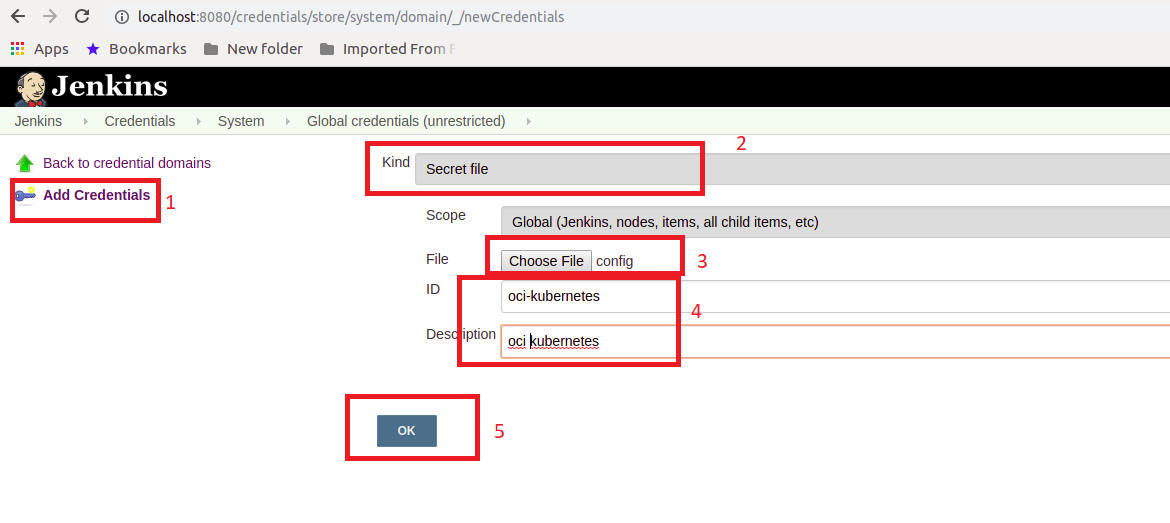 localhost:8080/credentials/store/system/domain/_/newCredentials
Apps Bookmarks New folder Imported From F
Jenkins
Jenkins Credentials System Global credentials (unrestricted)
Back to credential domains
Add Credentials 1
Kind Secret file 2
Scope Global (Jenkins, nodes, items, all child items, etc)
File Choose File config 3
ID oci-kubernetes 4
Description oci kubernetes
OK 5